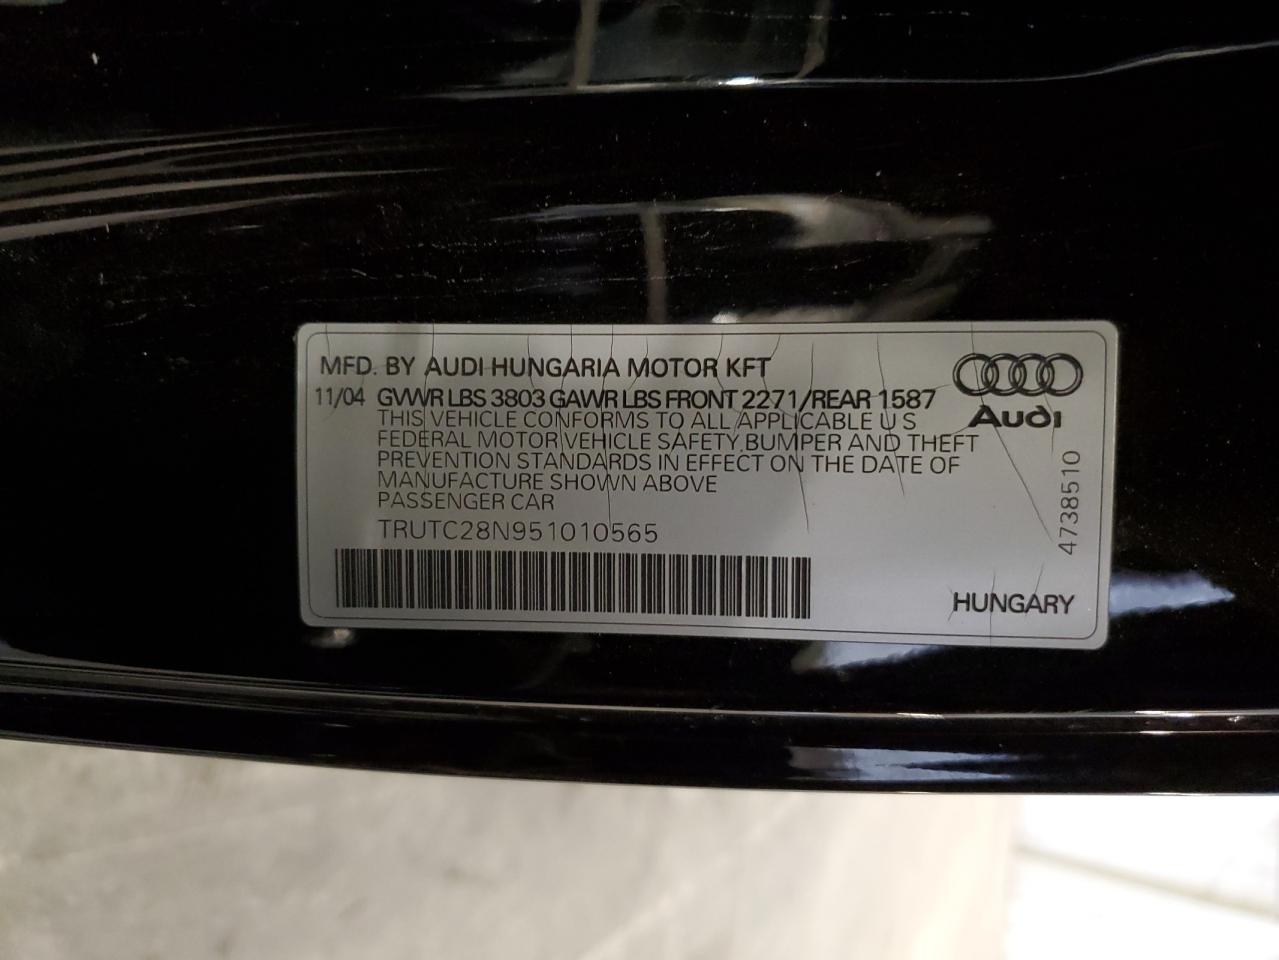 MFD. BY AUDI HUNGARIA MOTOR KFT
11/04 GVWR LBS 3803 GAWR LBS FRONT 2271/REAR 1587
Audi
THIS VEHICLE CONFORMS TO ALL APPLICABLE U S
FEDERAL MOTOR VEHICLE SAFETY, BUMPER AND THEFT
PREVENTION STANDARDS IN EFFECT ON THE DATE OF
MANUFACTURE SHOWN ABOVE
PASSENGER CAR
TRUTC28N951010565
4738510
HUNGARY